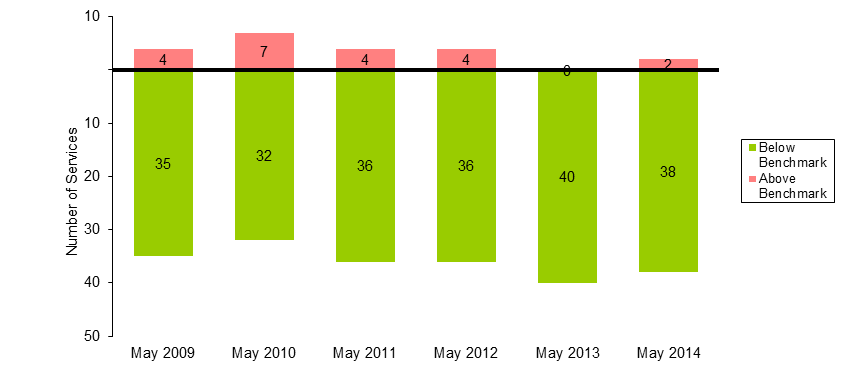 10
4
7
4
4
0
2
10
20
30
40
50
Number of Services
35
32
36
36
40
38
May 2009
May 2010
May 2011
May 2012
May 2013
May 2014
Below
Benchmark
Above
Benchmark